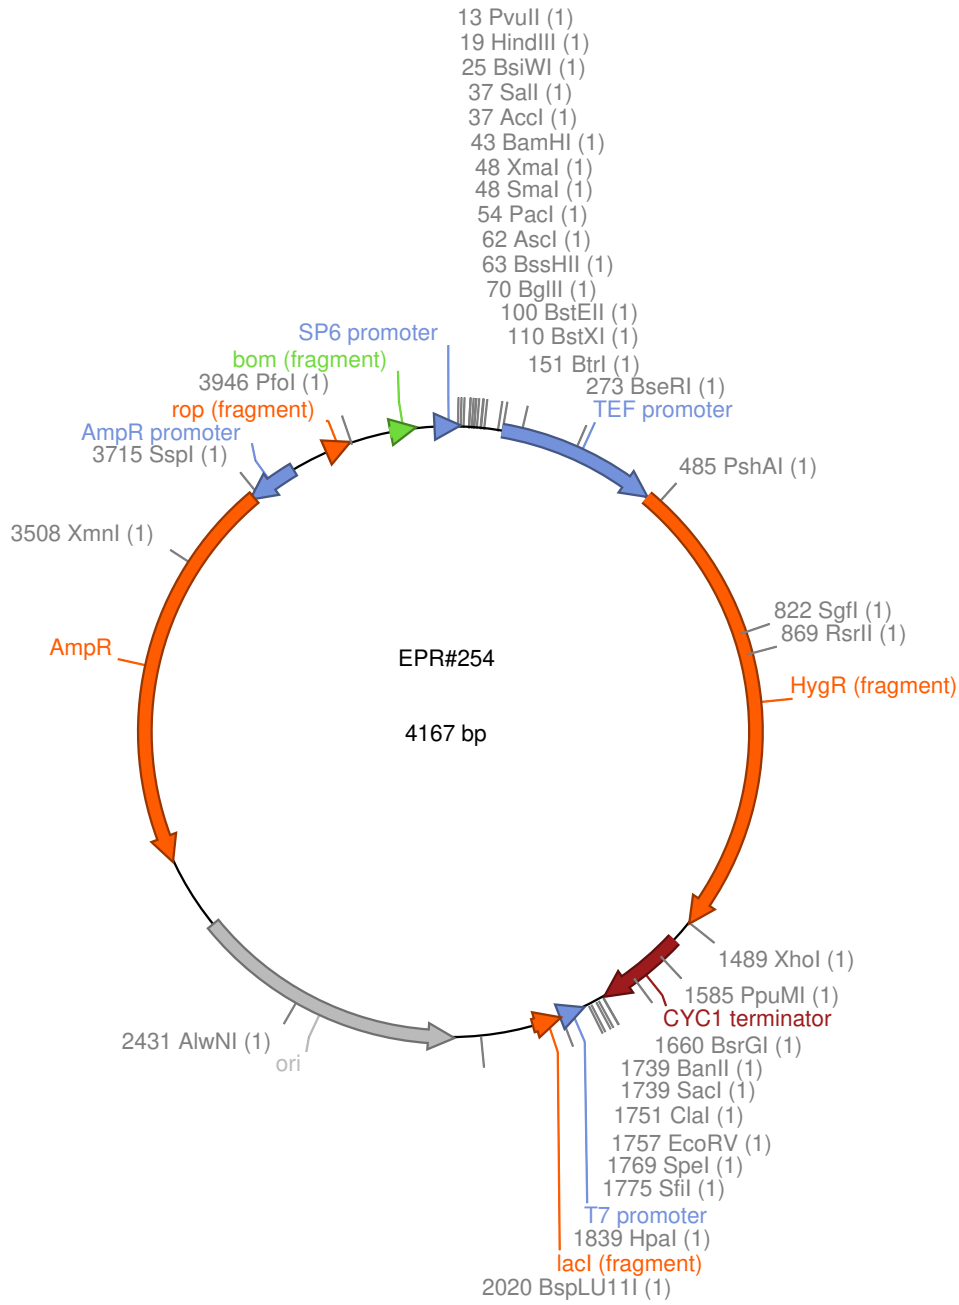 13 PvuII (1)
19 HindIII (1)
25 BsiWI (1)
37 SalI (1)
37 AccI (1)
43 BamHI (1)
48 XmaI (1)
48 SmaI (1)
54 PacI (1)
62 AscI (1)
63 BssHII (1)
70 BglII (1)
100 BstEII (1)
110 BstXI (1)
151 BtrI (1)
273 BseRI (1)
TEF promoter
SP6 promoter
bom (fragment)
3946 PfoI (1)
rop (fragment)
AmpR promoter
3715 SspI (1)
485 PshAI (1)
3508 XmnI (1)
822 SgfI (1)
869 RsrII (1)
AmpR
EPR#254
HygR (fragment)
4167 bp
1489 XhoI (1)
1585 PpuMI (1)
CYC1 terminator
2431 AlwNI (1)
ori
1660 BsrGI (1)
1739 BanII (1)
1739 SacI (1)
1751 ClaI (1)
1757 EcoRV (1)
1769 SpeI (1)
1775 SfiI (1)
T7 promoter
1839 HpaI (1)
lacI (fragment)
2020 BspLU11I (1)